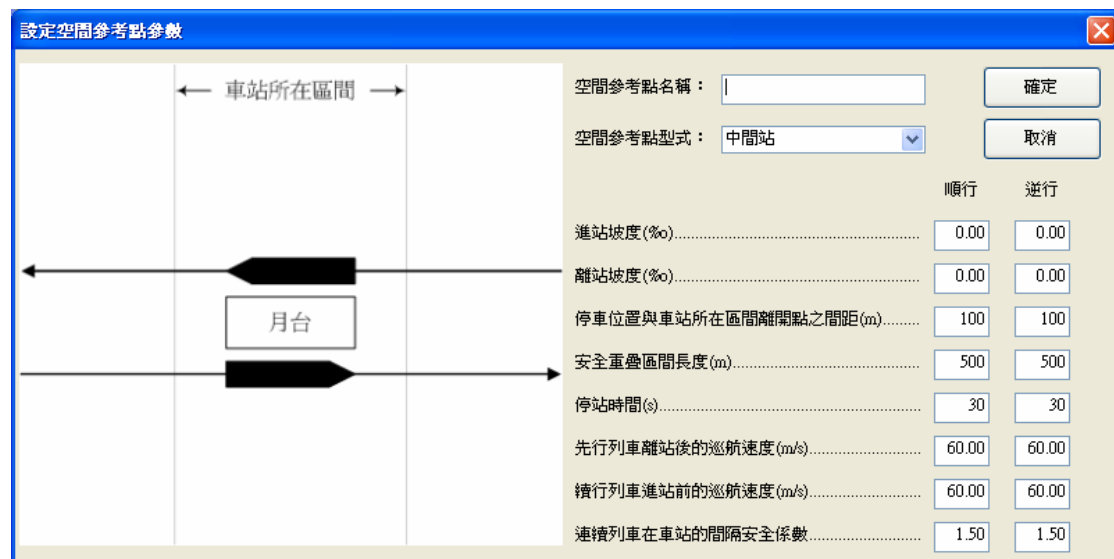 設定空間參考點參數
車站所在區間
月台
空間參考點名稱：
確定
空間參考點型式： 中間站
取消
順行 逆行
進站坡度(‰)........................................ 0.00 0.00
離站坡度(‰)........................................ 0.00 0.00
停車位置與車站所在區間離開點之間距(m)........ 100 100
安全重疊區間長度(m)................................ 500 500
停站時間(s)........................................... 30 30
先行列車離站後的巡航速度(m/s)................... 60.00 60.00
續行列車進站前的巡航速度(m/s)................... 60.00 60.00
連續列車在車站的間隔安全係數...................... 1.50 1.50